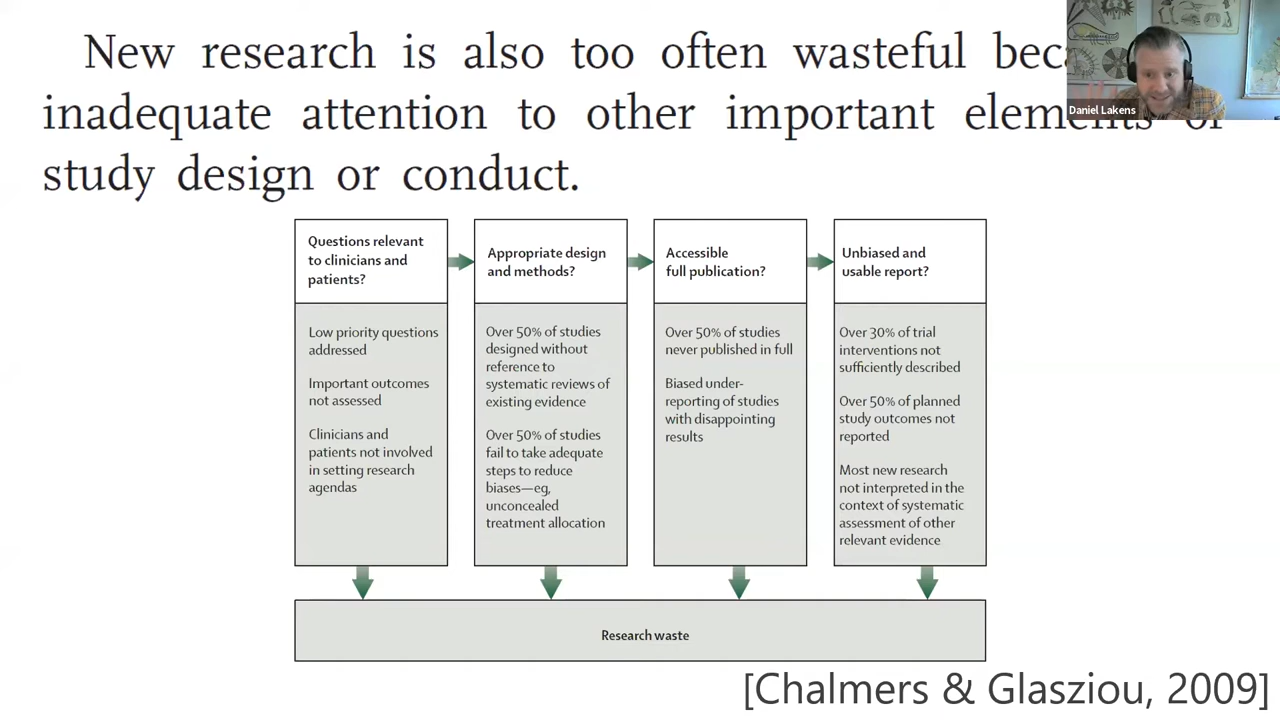 New research is also too often wasteful
inadequate attention to other important elements or
study design or conduct.
Daniel Lakens
Questions relevant
to clinicians and
patients?
Low priority questions
addressed
Important outcomes
not assessed
Clinicians and
patients not involved
in setting research
agendas
Appropriate design
and methods?
Over 50% of studies
designed without
reference to
systematic reviews of
existing evidence
Over 50% of studies
fail to take adequate
steps to reduce
biases—eg,
unconcealed
treatment allocation
Accessible
full publication?
Over 50% of studies
never published in full
Biased under-
reporting of studies
with disappointing
results
Unbiased and
usable report?
Over 30% of trial
interventions not
sufficiently described
Over 50% of planned
study outcomes not
reported
Most new research
not interpreted in the
context of systematic
assessment of other
relevant evidence
Research waste
[Chalmers & Glasziou, 2009]